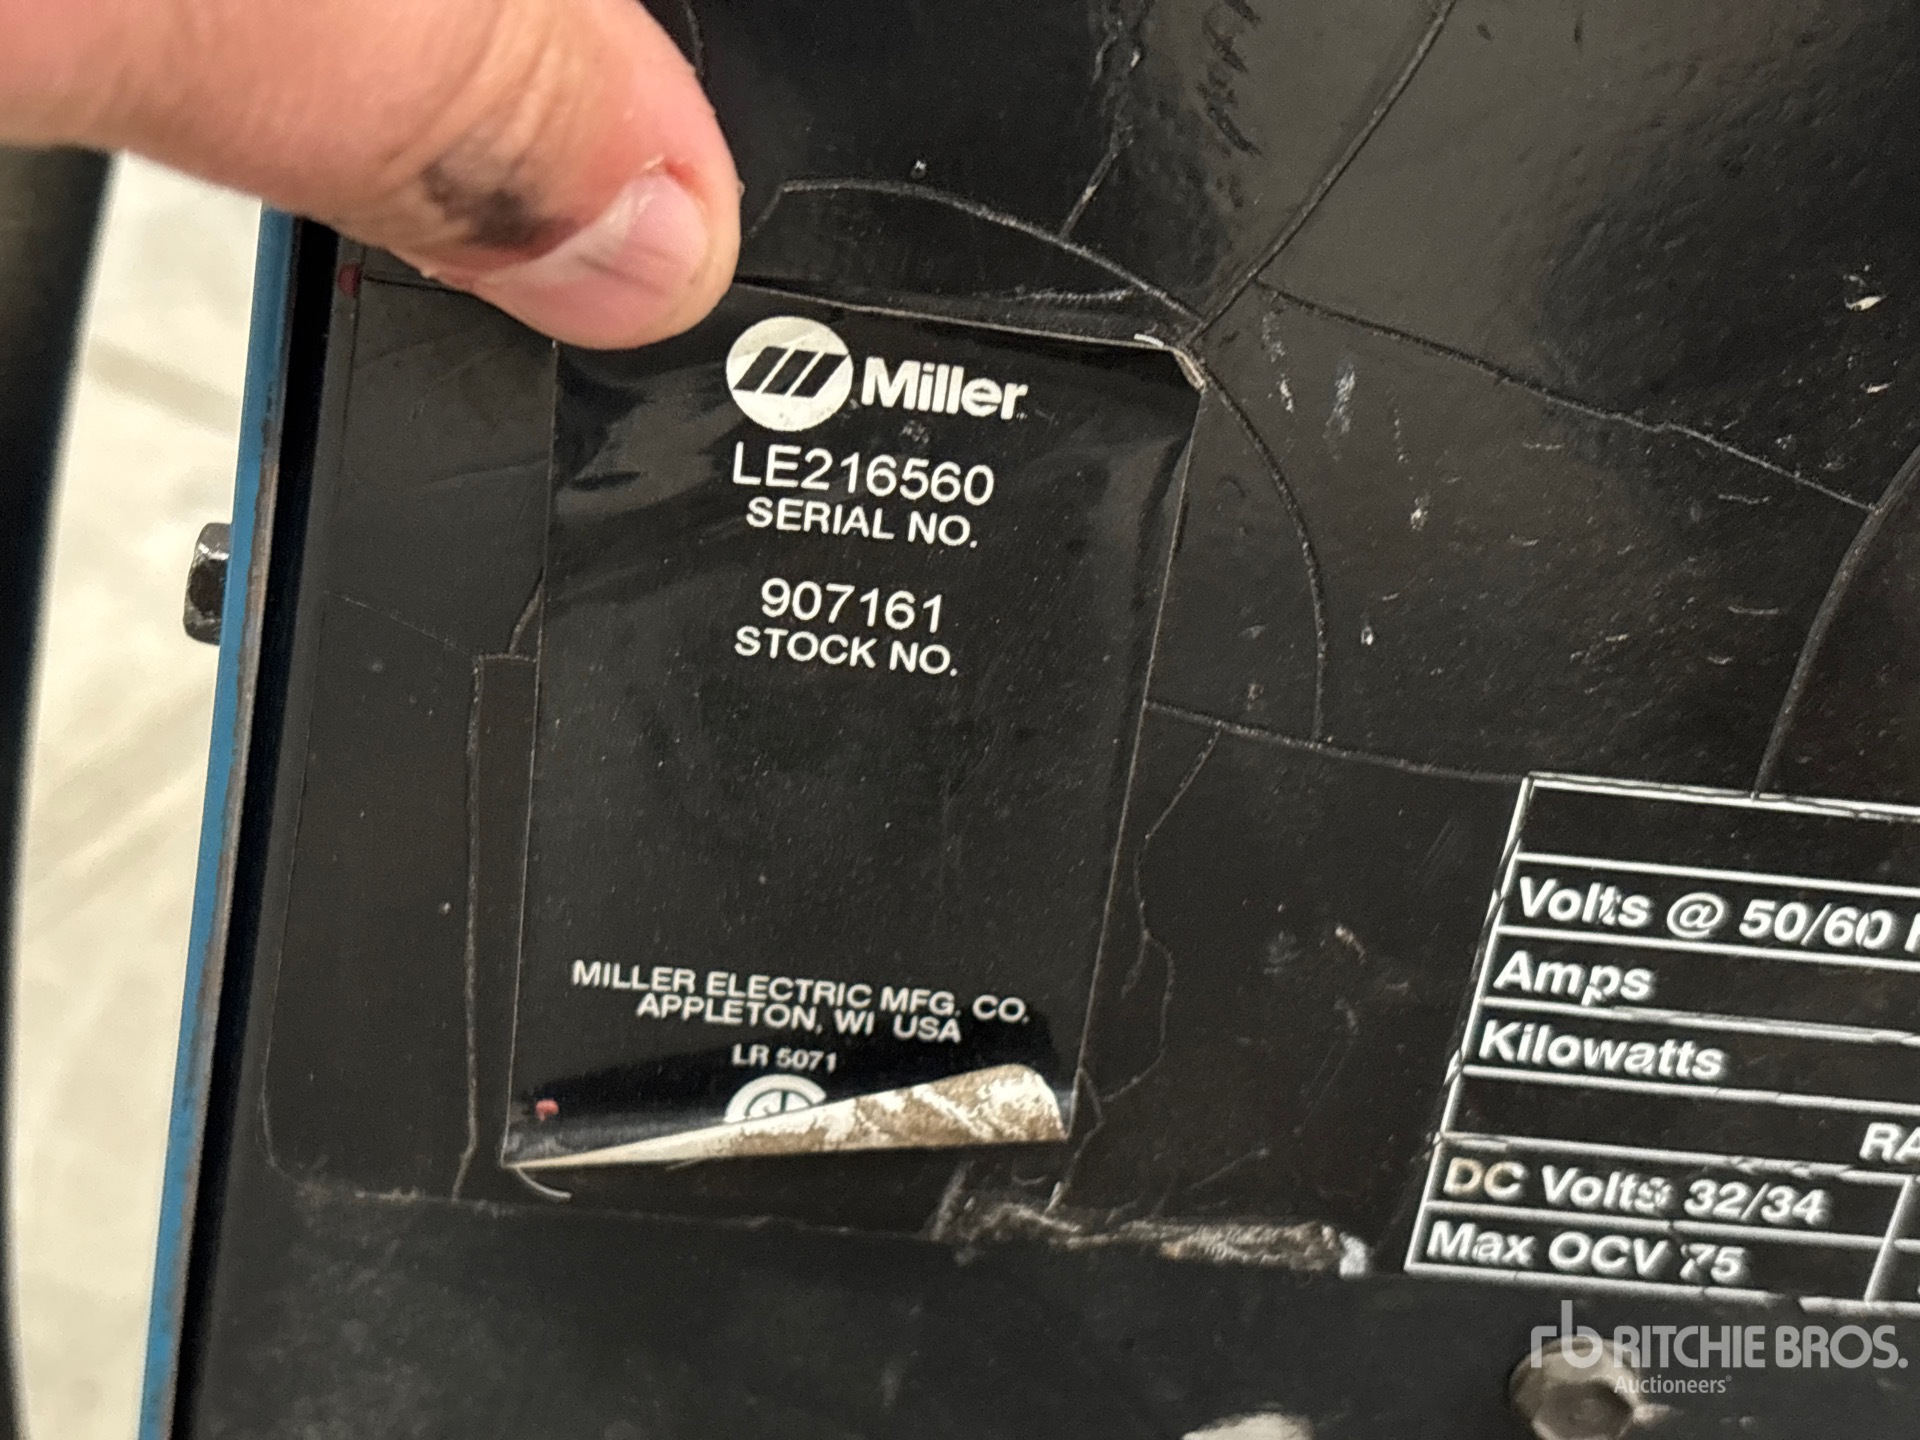 Miller
LE216560
SERIAL NO.
907161
STOCK NO.
MILLER ELECTRIC MFG. CO.
APPLETON, WI USA
LR 5071
Volts @ 50/60
Amps
Kilowatts
DC Volts 32/34
Max OCV 75
rb RITCHIE BROS.
Auctioneers